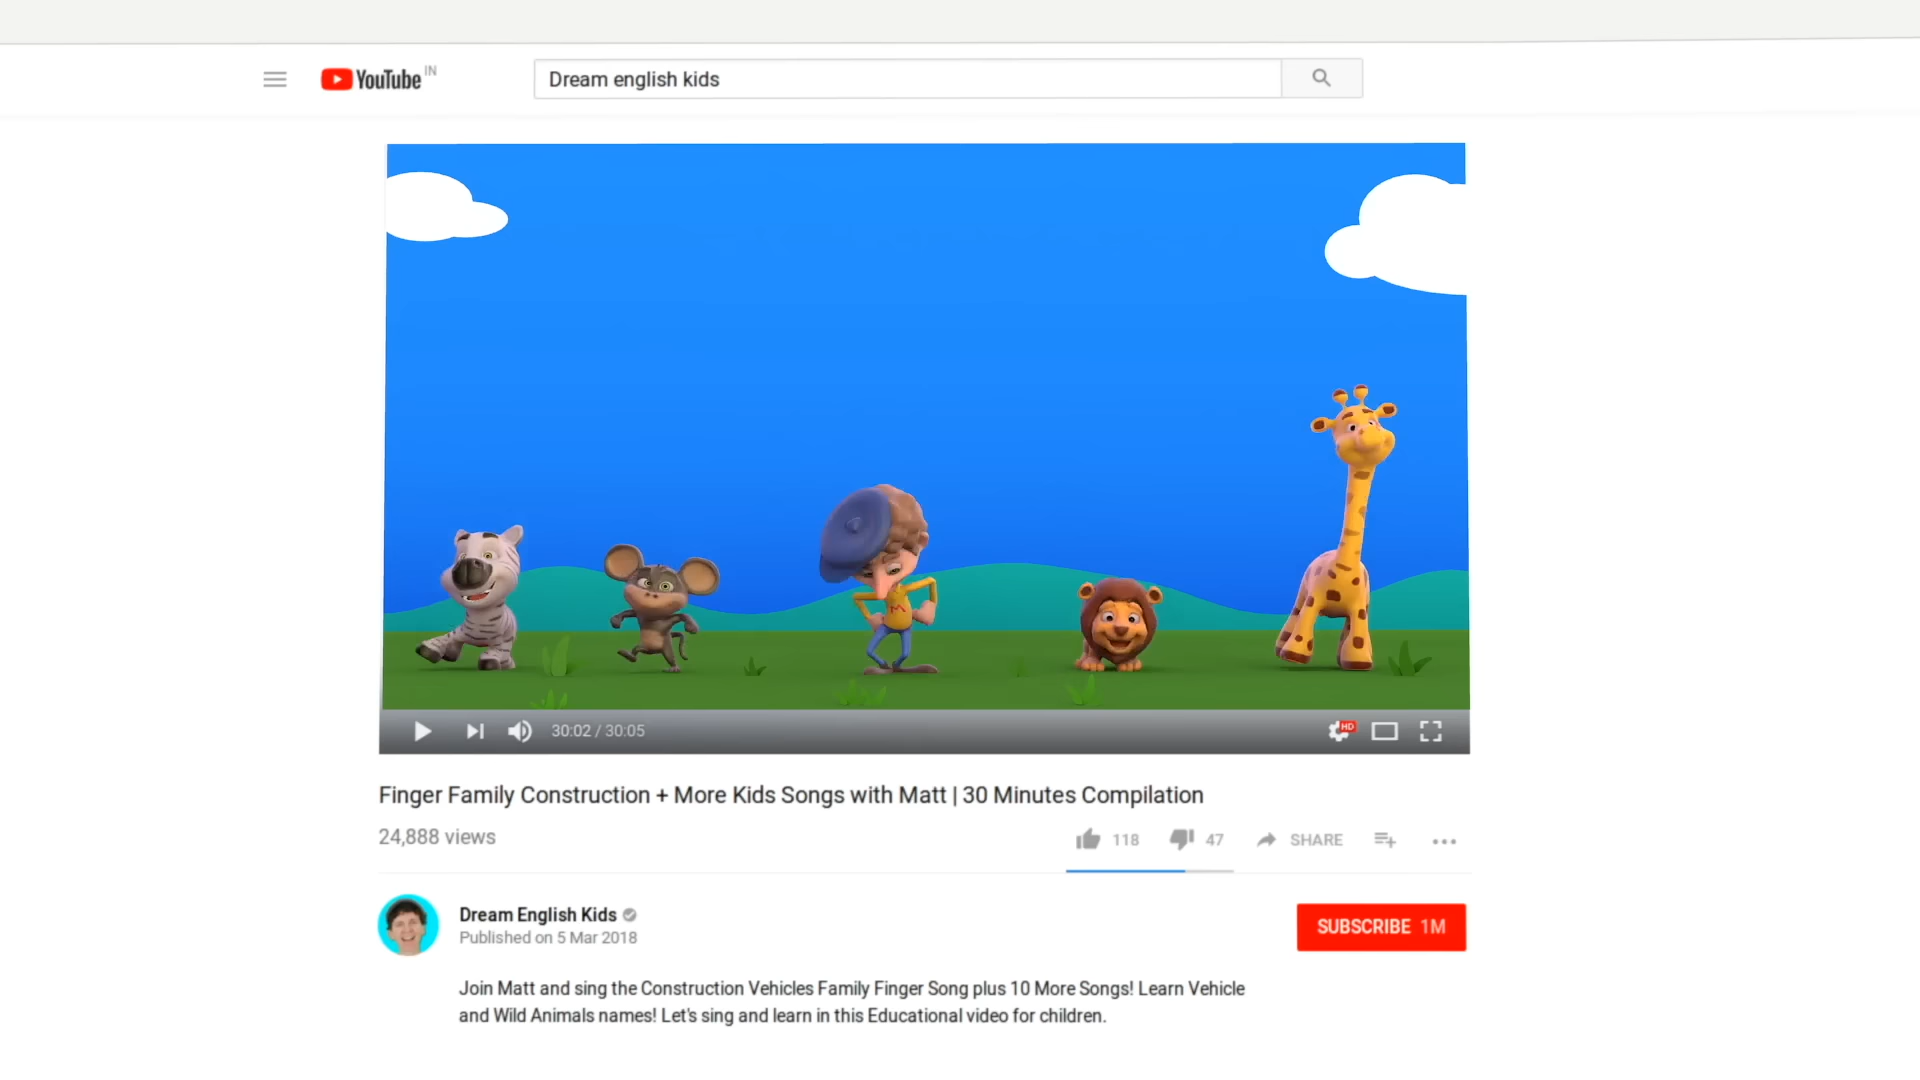 YouTube IN
Dream english kids
M
30:02 / 30:05
HD
Finger Family Construction + More Kids Songs with Matt | 30 Minutes Compilation
24,888 views
118
47
SHARE
Dream English Kids
Published on 5 Mar 2018
SUBSCRIBE 1M
Join Matt and sing the Construction Vehicles Family Finger Song plus 10 More Songs! Learn Vehicle
and Wild Animals names! Let's sing and learn in this Educational video for children.